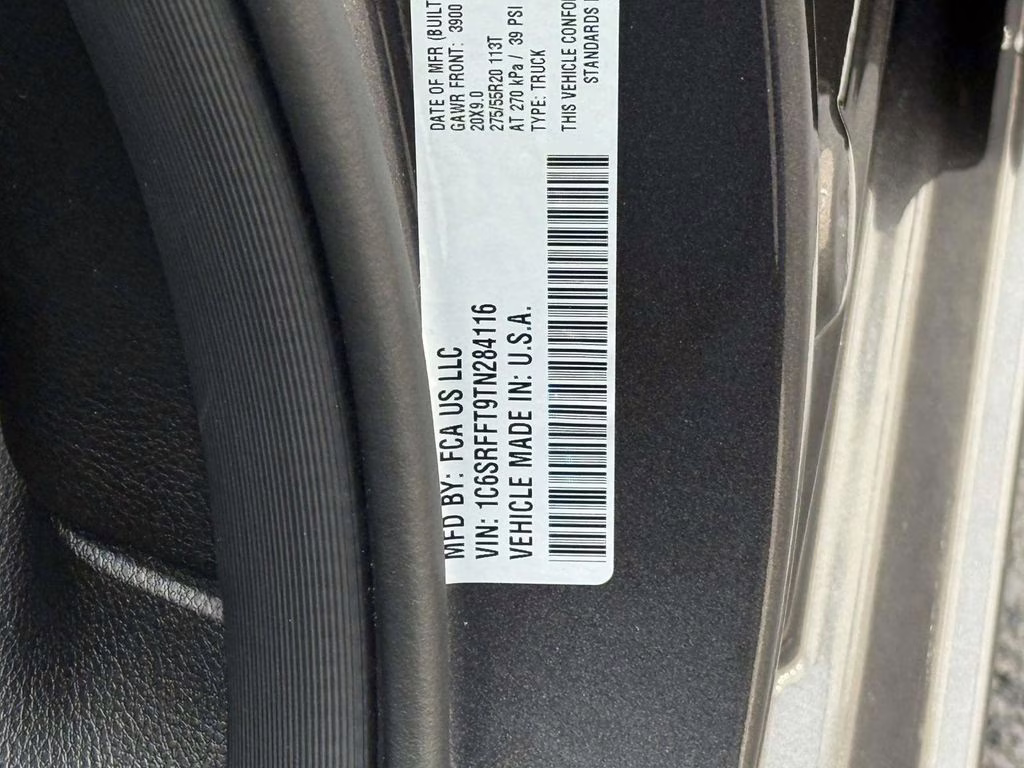 MFD BY: FCA US LLC
VIN: 1C6SRFFT9TN284116
VEHICLE MADE IN: U.S.A.
DATE OF MFR (BUILT
GAWR FRONT: 3900
20X9.0
275/55R20 113T
AT 270 kPa / 39 PSI
TYPE: TRUCK
THIS VEHICLE CONFO
STANDARDS